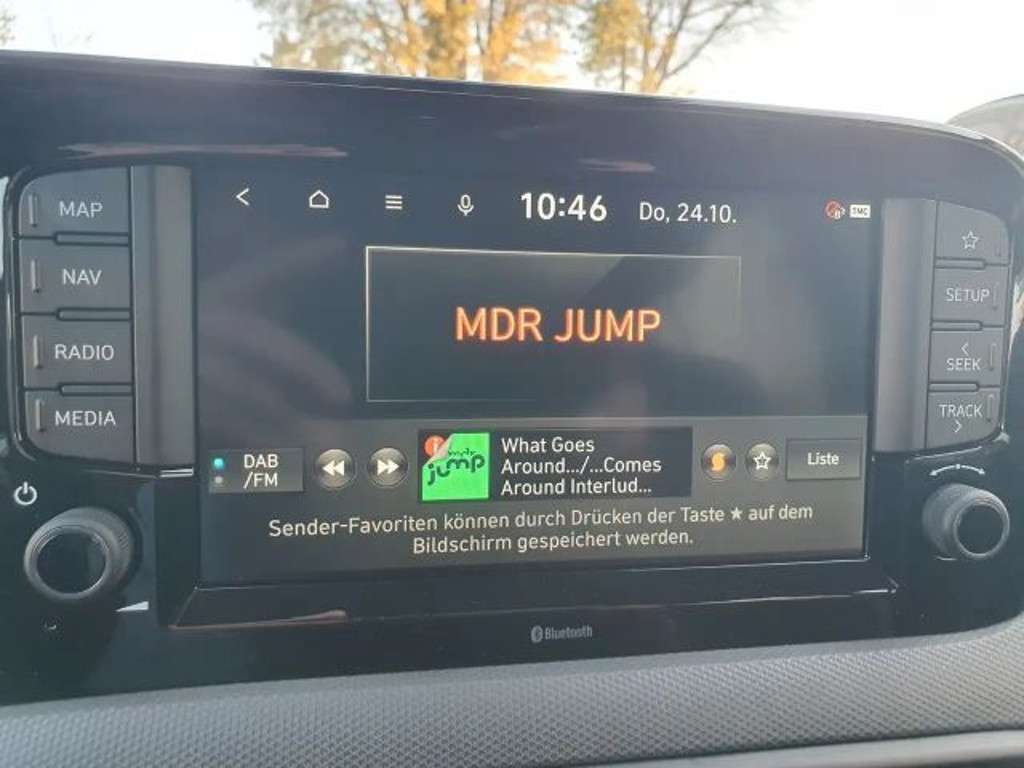 10:46 Do, 24.10. TMC
MAP
NAV
RADIO
MEDIA
SETUP
SEEK
TRACK
MDR JUMP
DAB
/FM
mdr
jump
What Goes
Around.../...Comes
Around Interlud...
Liste
Sender-Favoriten können durch Drücken der Taste ★ auf dem
Bildschirm gespeichert werden.
Bluetooth